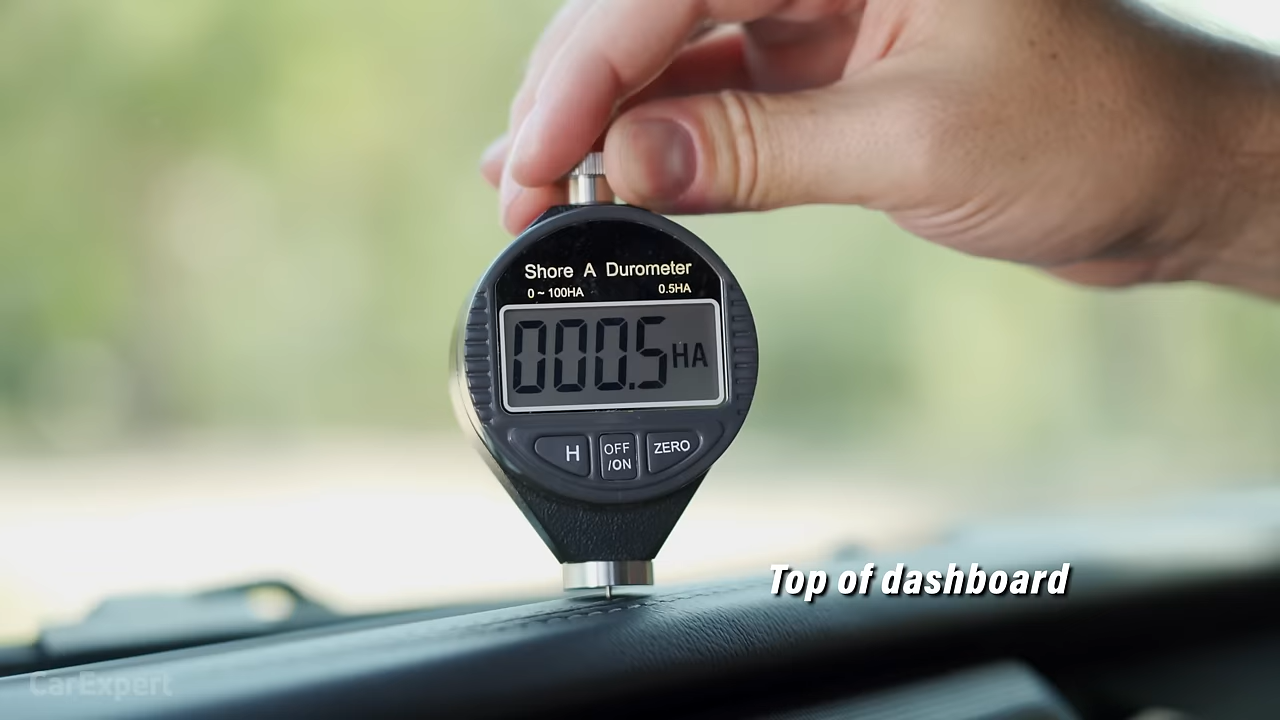 Shore A Durometer
0 ~ 100HA 0.5HA
000.5 HA
H OFF /ON ZERO
Top of dashboard
CarExpert